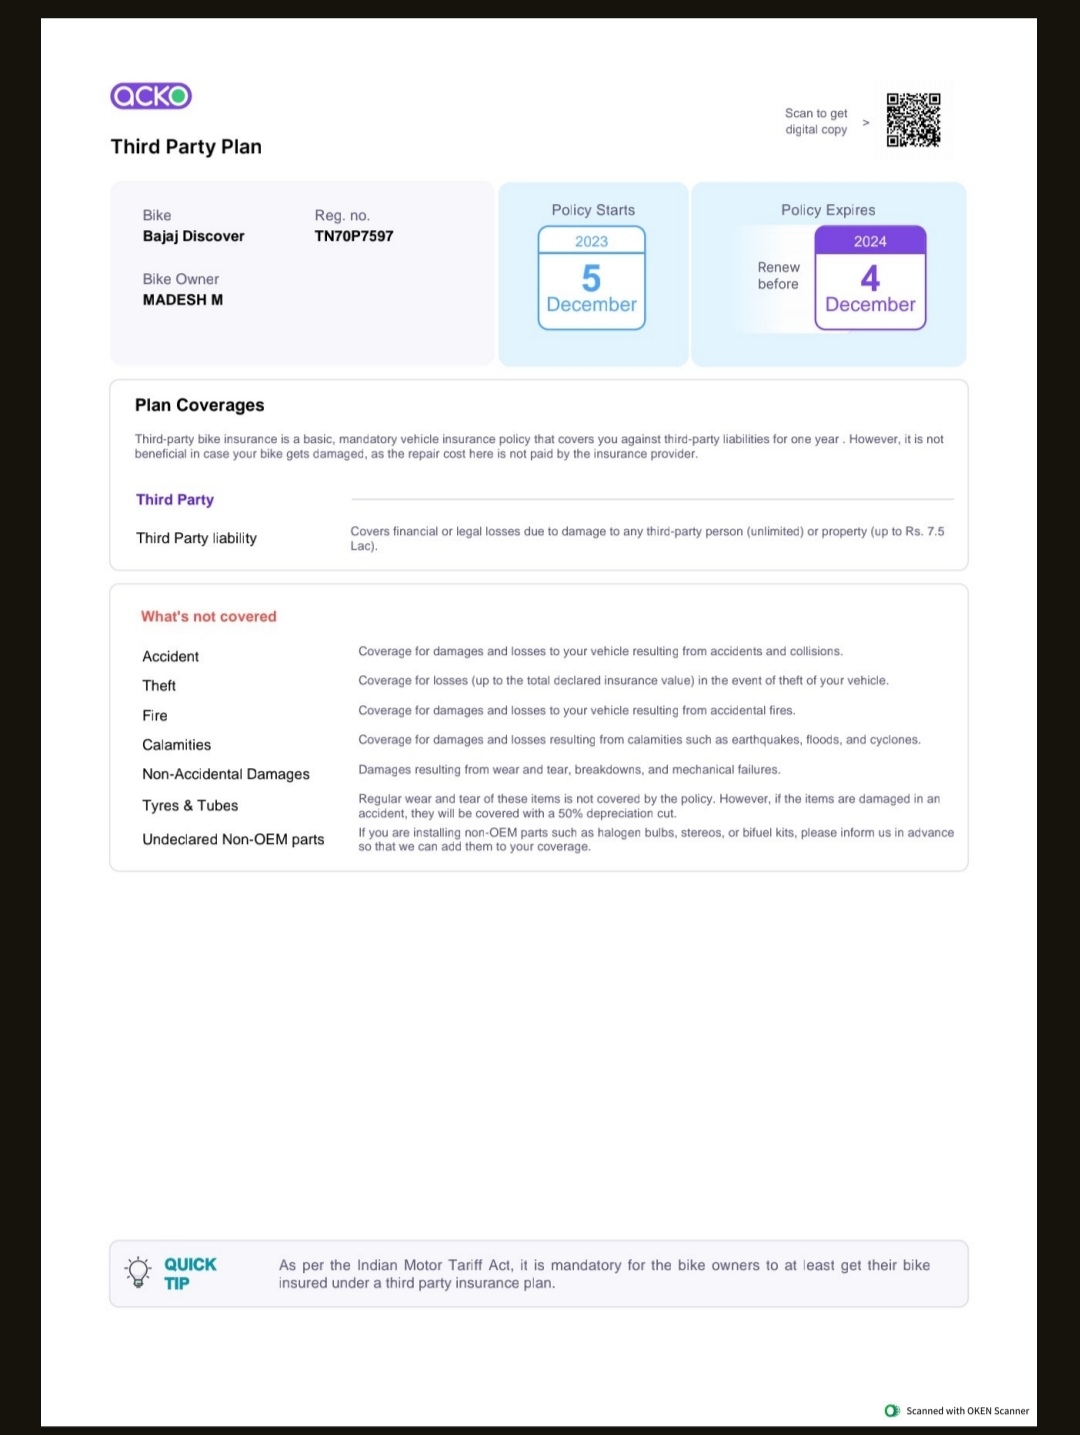 acko
Scan to get
digital copy >
Third Party Plan
Bike
Bajaj Discover
Reg. no.
TN70P7597
Bike Owner
MADESH M
Policy Starts
2023
5
December
Policy Expires
Renew
before
2024
4
December
Plan Coverages
Third-party bike insurance is a basic, mandatory vehicle insurance policy that covers you against third-party liabilities for one year . However, it is not
beneficial in case your bike gets damaged, as the repair cost here is not paid by the insurance provider.
Third Party
Third Party liability
Covers financial or legal losses due to damage to any third-party person (unlimited) or property (up to Rs. 7.5
Lac).
What's not covered
Accident
Coverage for damages and losses to your vehicle resulting from accidents and collisions.
Theft
Coverage for losses (up to the total declared insurance value) in the event of theft of your vehicle.
Fire
Coverage for damages and losses to your vehicle resulting from accidental fires.
Calamities
Coverage for damages and losses resulting from calamities such as earthquakes, floods, and cyclones.
Non-Accidental Damages
Damages resulting from wear and tear, breakdowns, and mechanical failures.
Tyres & Tubes
Regular wear and tear of these items is not covered by the policy. However, if the items are damaged in an
accident, they will be covered with a 50% depreciation cut.
Undeclared Non-OEM parts
If you are installing non-OEM parts such as halogen bulbs, stereos, or bifuel kits, please inform us in advance
so that we can add them to your coverage.
QUICK
TIP
As per the Indian Motor Tariff Act, it is mandatory for the bike owners to at least get their bike
insured under a third party insurance plan.
Scanned with OKEN Scanner